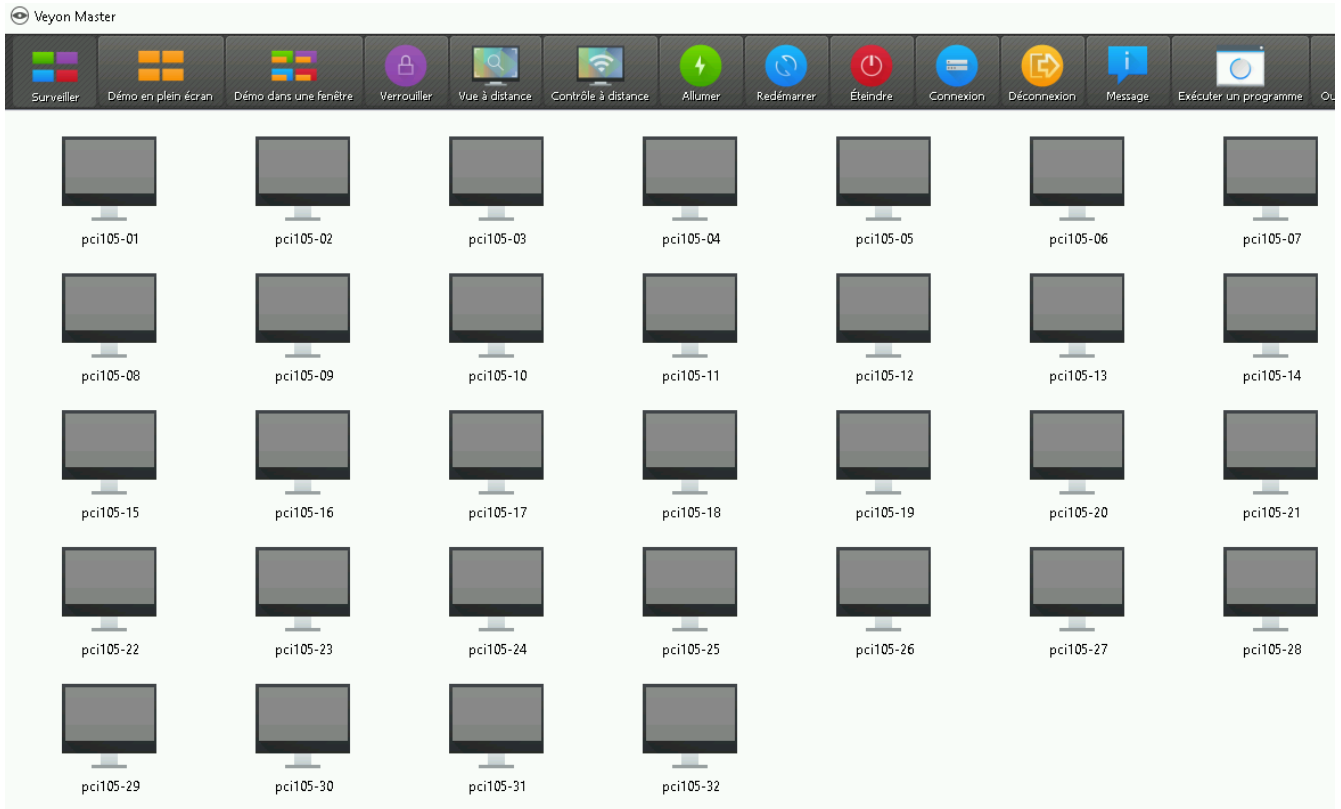 Veyon Master
Surveiller Démo en plein écran Démo dans une fenêtre Verrouiller Vue à distance Contrôle à distance Allumer Redémarrer Éteindre Connexion Déconnexion Message Exécuter un programme
pci105-01 pci105-02 pci105-03 pci105-04 pci105-05 pci105-06 pci105-07
pci105-08 pci105-09 pci105-10 pci105-11 pci105-12 pci105-13 pci105-14
pci105-15 pci105-16 pci105-17 pci105-18 pci105-19 pci105-20 pci105-21
pci105-22 pci105-23 pci105-24 pci105-25 pci105-26 pci105-27 pci105-28
pci105-29 pci105-30 pci105-31 pci105-32